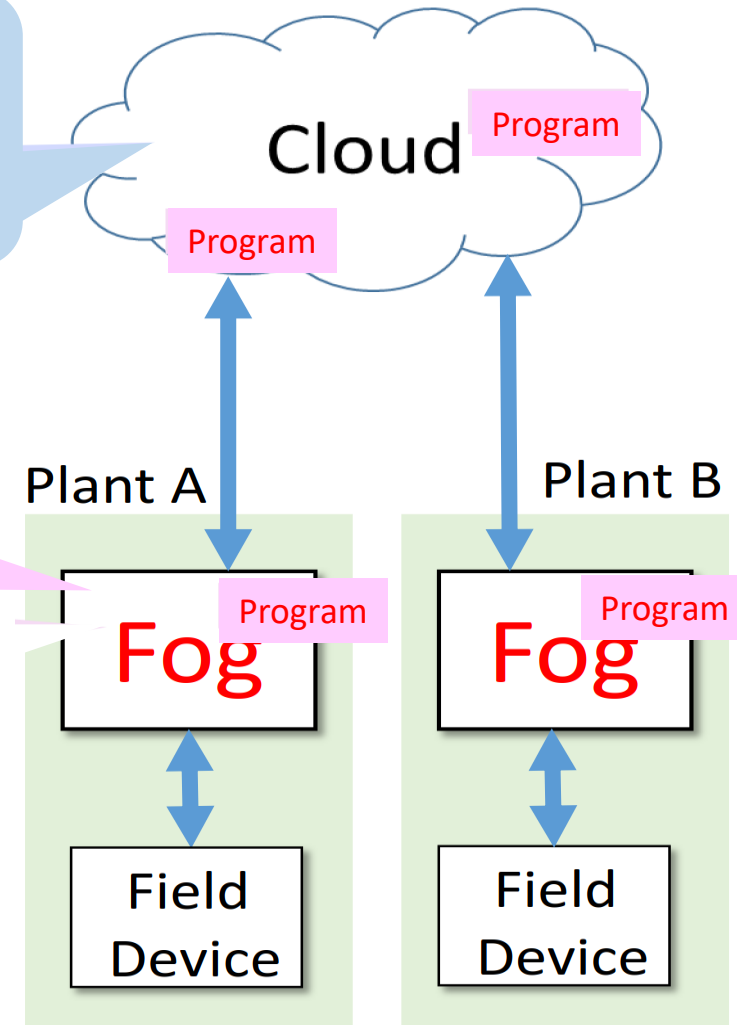 Program
Cloud
Program
Plant A
Plant B
Program
Fog
Program
Fog
Field
Device
Field
Device